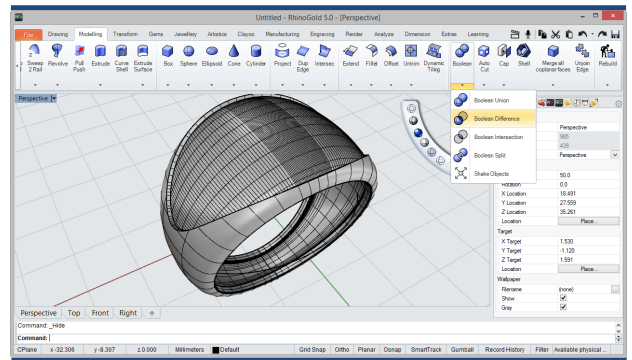 Untitled - RhinoGold 5.0 - [Perspective]
File Drawing Modelling Transform Gems Jewellery Artistics Clayoo Manufacturing Engraving Render Analyze Dimension Extras Learning
Sweep 2 Rail Revolve Pull Push Extrude Curve Shell Extrude Surface Box Sphere Ellipsoid Cone Cylinder Project Dup Edge Intersec Extend Fillet Offset Untrim Dynamic Tiling Boolean Auto Cut Cap Shell Merge all coplanar faces Unjoin Edge Rebuild
Perspective
Boolean Union
Boolean Difference
Boolean Intersection
Boolean Split
Shake Objects
Perspective
985
439
Perspective
50.0
Rotation 0.0
X Location 18.491
Y Location 27.559
Z Location 35.261
Location Place...
Target
X Target 1.530
Y Target -1.120
Z Target 1.591
Location Place...
Wallpaper
Filename (none) ...
Show
Gray
Perspective Top Front Right
Command: _Hide
Command:
CPlane x -32.306 y -8.307 z 0.000 Millimeters Default Grid Snap Ortho Planar Osnap SmartTrack Gumball Record History Filter Available physical ...